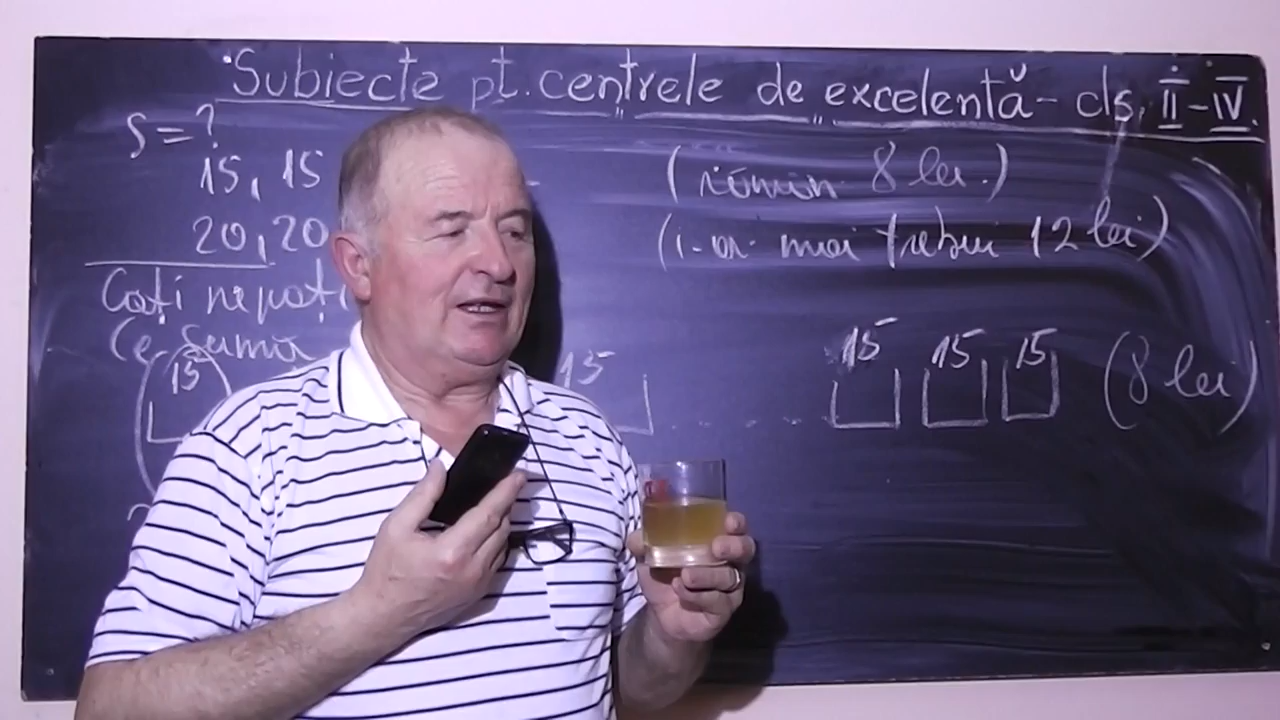 Subiecte pt. centrele de excelență - cls. II - IV.
S = ?
15, 15 (rămân 8 lei.)
20, 20 (i-ar mai trebui 12 lei)
Câți nepoți
Ce sumă
15 15 15 15 15 (8 lei)